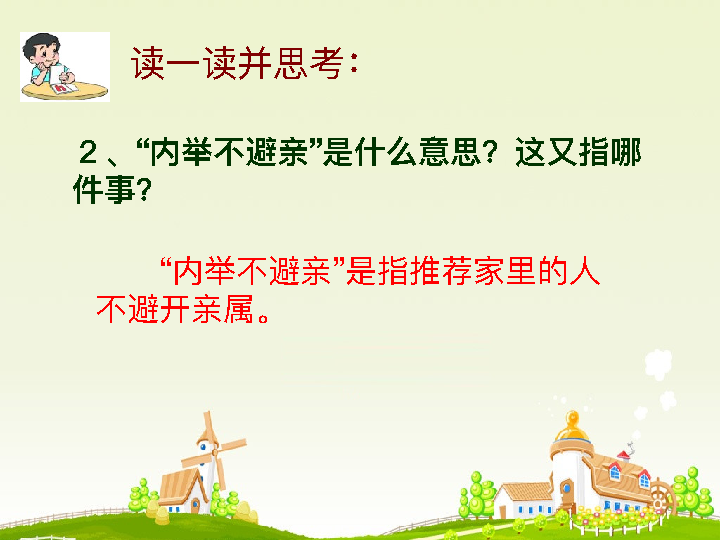 读一读并思考：
2、“内举不避亲”是什么意思？这又指哪
件事？
“内举不避亲”是指推荐家里的人
不避开亲属。